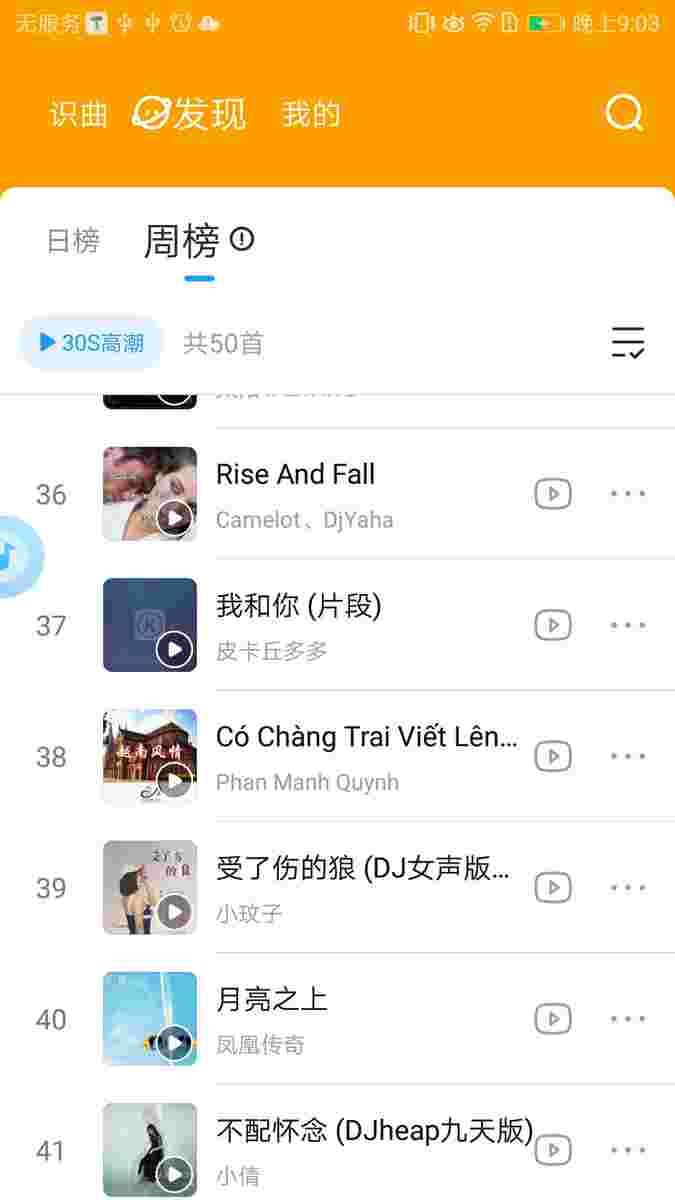 无服务 晚上9:03
识曲 发现 我的
日榜 周榜
30S高潮 共50首
36 Rise And Fall
Camelot、DjYaha
37 我和你 (片段)
皮卡丘多多
越南风情
38 Có Chàng Trai Viết Lên...
Phan Manh Quynh
39 受了伤的狼 (DJ女声版...
小玟子
40 月亮之上
凤凰传奇
41 不配怀念 (DJheap九天版)
小倩